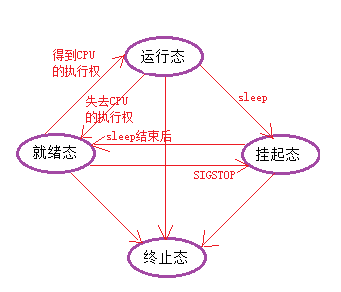 得到CPU
的执行权
运行态
失去CPU
的执行权
sleep
sleep结束后
就绪态
挂起态
SIGSTOP
终止态